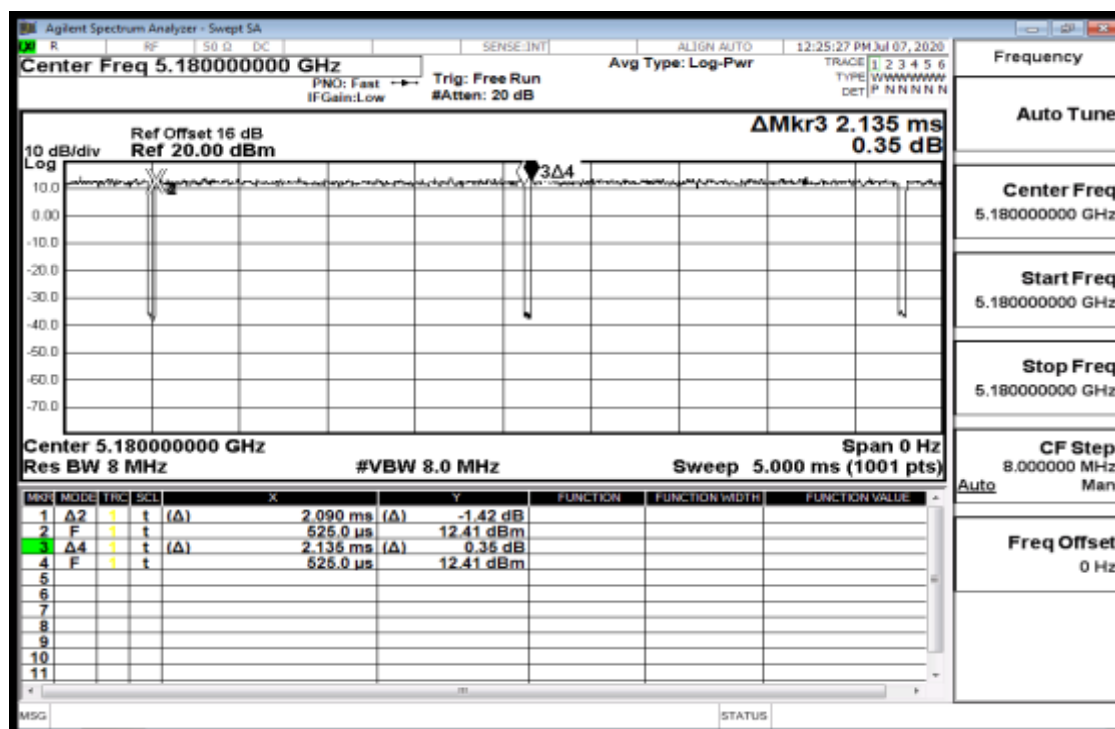 Agilent Spectrum Analyzer - Swept SA
R RF 50 Ω DC SENSE:INT ALIGN AUTO 12:25:27 PM Jul 07, 2020
Center Freq 5.180000000 GHz
PNO: Fast
IFGain:Low
Trig: Free Run
#Atten: 20 dB
Avg Type: Log-Pwr
TRACE 1 2 3 4 5 6
TYPE WWWWWW
DET P N N N N N
ΔMkr3 2.135 ms
0.35 dB
Ref Offset 16 dB
10 dB/div Ref 20.00 dBm
Log
3Δ4
2
10.0
0.00
-10.0
-20.0
-30.0
-40.0
-50.0
-60.0
-70.0
Center 5.180000000 GHz Span 0 Hz
Res BW 8 MHz #VBW 8.0 MHz Sweep 5.000 ms (1001 pts)
MKR MODE TRC SCL X Y FUNCTION FUNCTION WIDTH FUNCTION VALUE
1 Δ2 1 t (Δ) 2.090 ms (Δ) -1.42 dB
2 F 1 t 525.0 µs 12.41 dBm
3 Δ4 1 t (Δ) 2.135 ms (Δ) 0.35 dB
4 F 1 t 525.0 µs 12.41 dBm
5
6
7
8
9
10
11
MSG STATUS
Frequency
Auto Tune
Center Freq
5.180000000 GHz
Start Freq
5.180000000 GHz
Stop Freq
5.180000000 GHz
CF Step
8.000000 MHz
Auto Man
Freq Offset
0 Hz